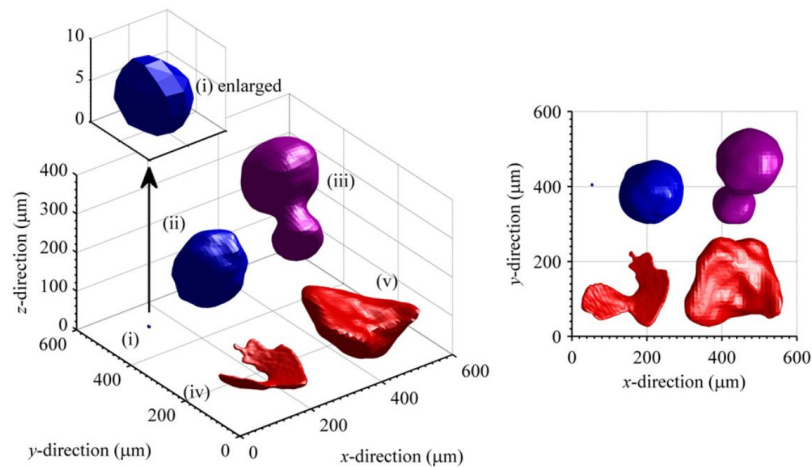 10
5
0
(i) enlarged
400
300
200
100
0
z-direction (µm)
(i)
(ii)
(iii)
(iv)
(v)
600
400
200
0
y-direction (µm)
0
200
400
600
x-direction (µm)
600
400
200
0
y-direction (µm)
0
200
400
600
x-direction (µm)